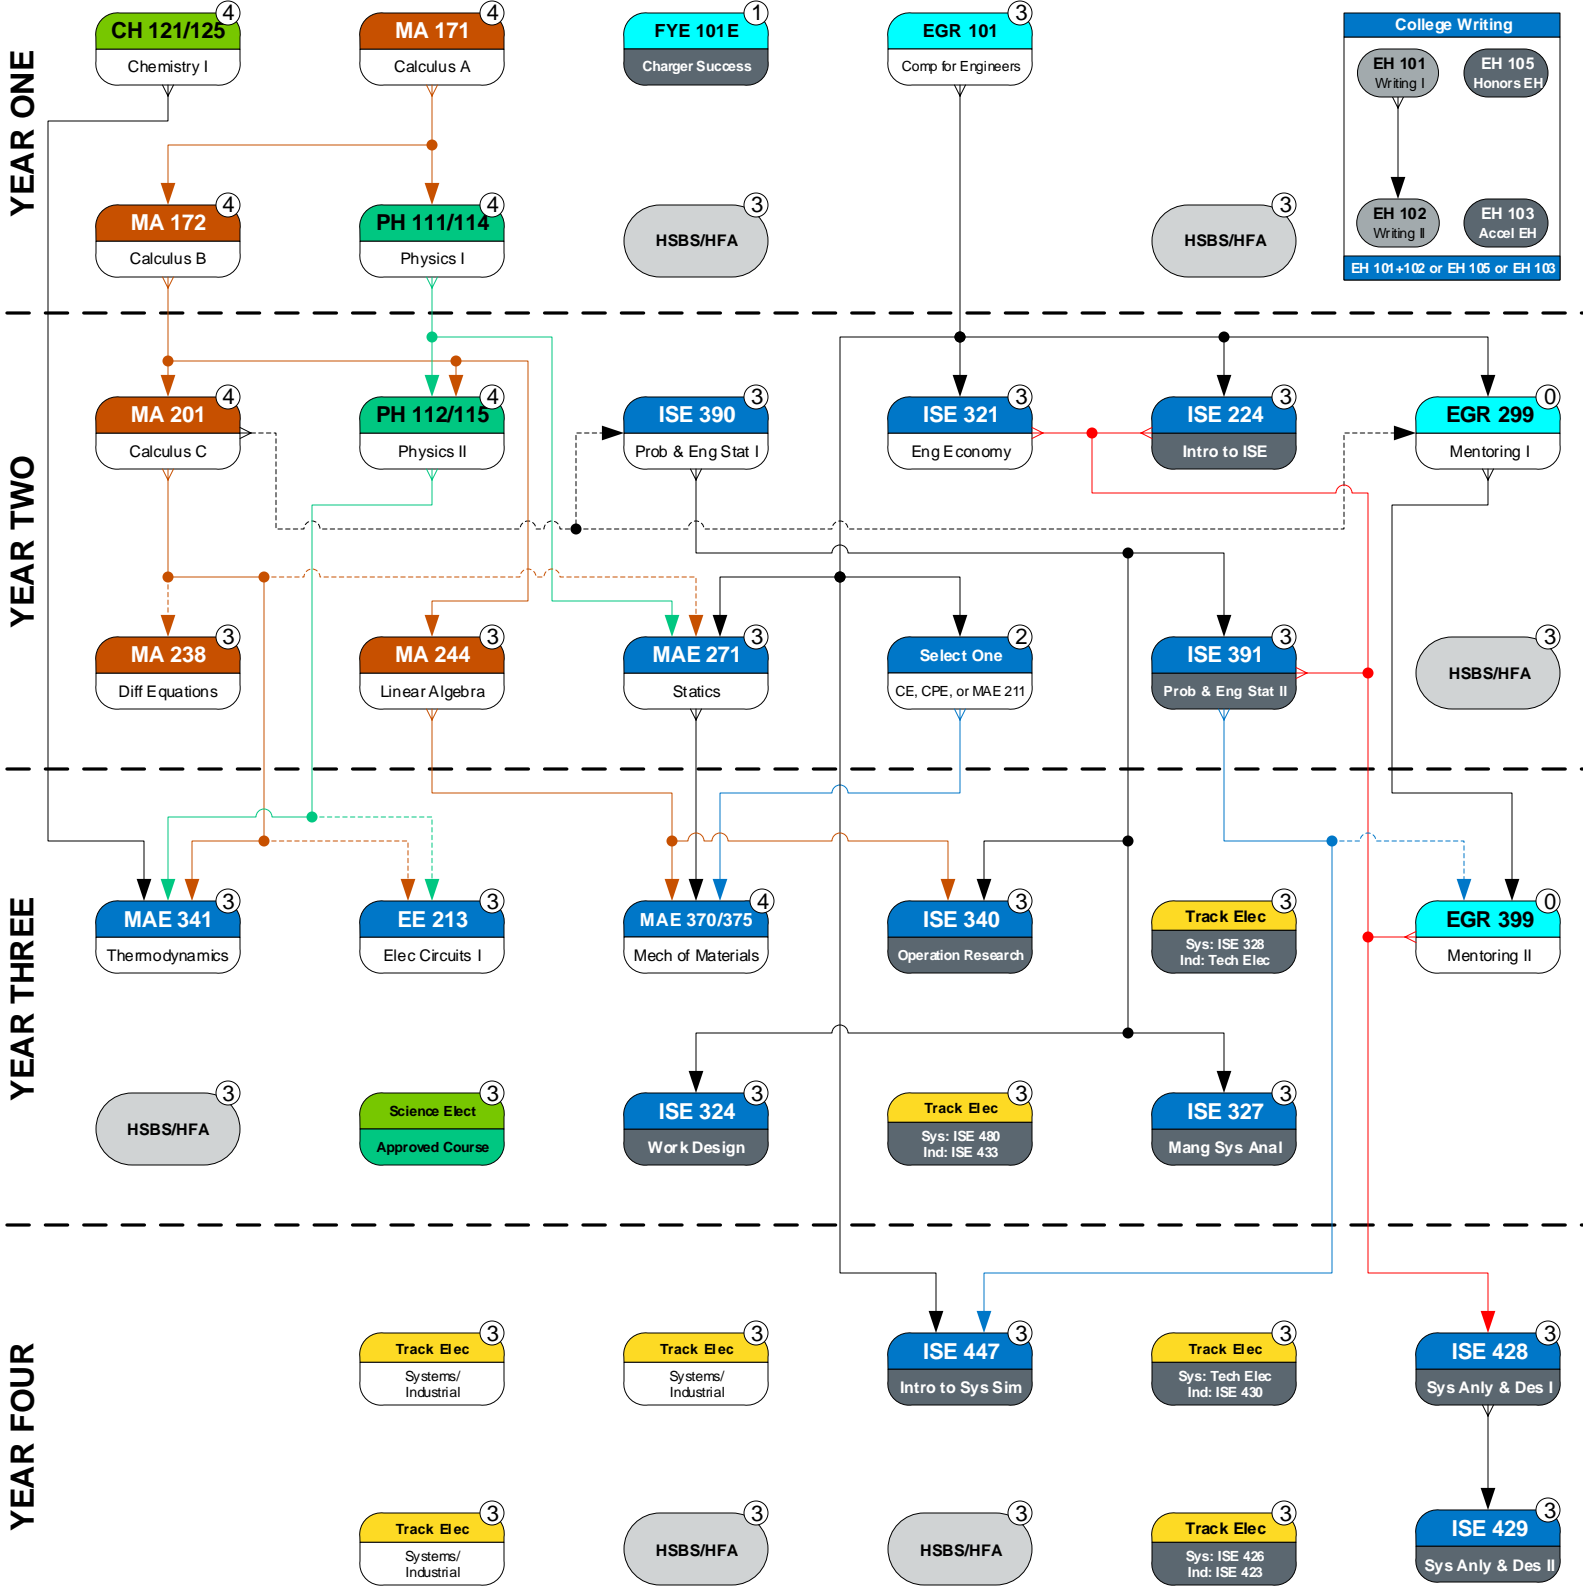 YEAR ONE
CH 121/125
4
Chemistry I
MA 171
4
Calculus A
FYE 101E
1
Charger Success
EGR 101
3
Comp for Engineers
College Writing
EH 101
Writing I
EH 105
Honors EH
EH 102
Writing II
EH 103
Accel EH
EH 101+102 or EH 105 or EH 103
MA 172
4
Calculus B
PH 111/114
4
Physics I
HSBS/HFA
3
HSBS/HFA
3
YEAR TWO
MA 201
4
Calculus C
PH 112/115
4
Physics II
ISE 390
3
Prob & Eng Stat I
ISE 321
3
Eng Economy
ISE 224
3
Intro to ISE
EGR 299
0
Mentoring I
MA 238
3
Diff Equations
MA 244
3
Linear Algebra
MAE 271
3
Statics
Select One
2
CE, CPE, or MAE 211
ISE 391
3
Prob & Eng Stat II
HSBS/HFA
3
YEAR THREE
MAE 341
3
Thermodynamics
EE 213
3
Elec Circuits I
MAE 370/375
4
Mech of Materials
ISE 340
3
Operation Research
Track Elec
3
Sys: ISE 328
Ind: Tech Elec
EGR 399
0
Mentoring II
HSBS/HFA
3
Science Elect
3
Approved Course
ISE 324
3
Work Design
Track Elec
3
Sys: ISE 480
Ind: ISE 433
ISE 327
3
Mang Sys Anal
YEAR FOUR
Track Elec
3
Systems/
Industrial
Track Elec
3
Systems/
Industrial
ISE 447
3
Intro to Sys Sim
Track Elec
3
Sys: Tech Elec
Ind: ISE 430
ISE 428
3
Sys Anly & Des I
Track Elec
3
Systems/
Industrial
HSBS/HFA
3
HSBS/HFA
3
Track Elec
3
Sys: ISE 426
Ind: ISE 423
ISE 429
3
Sys Anly & Des II